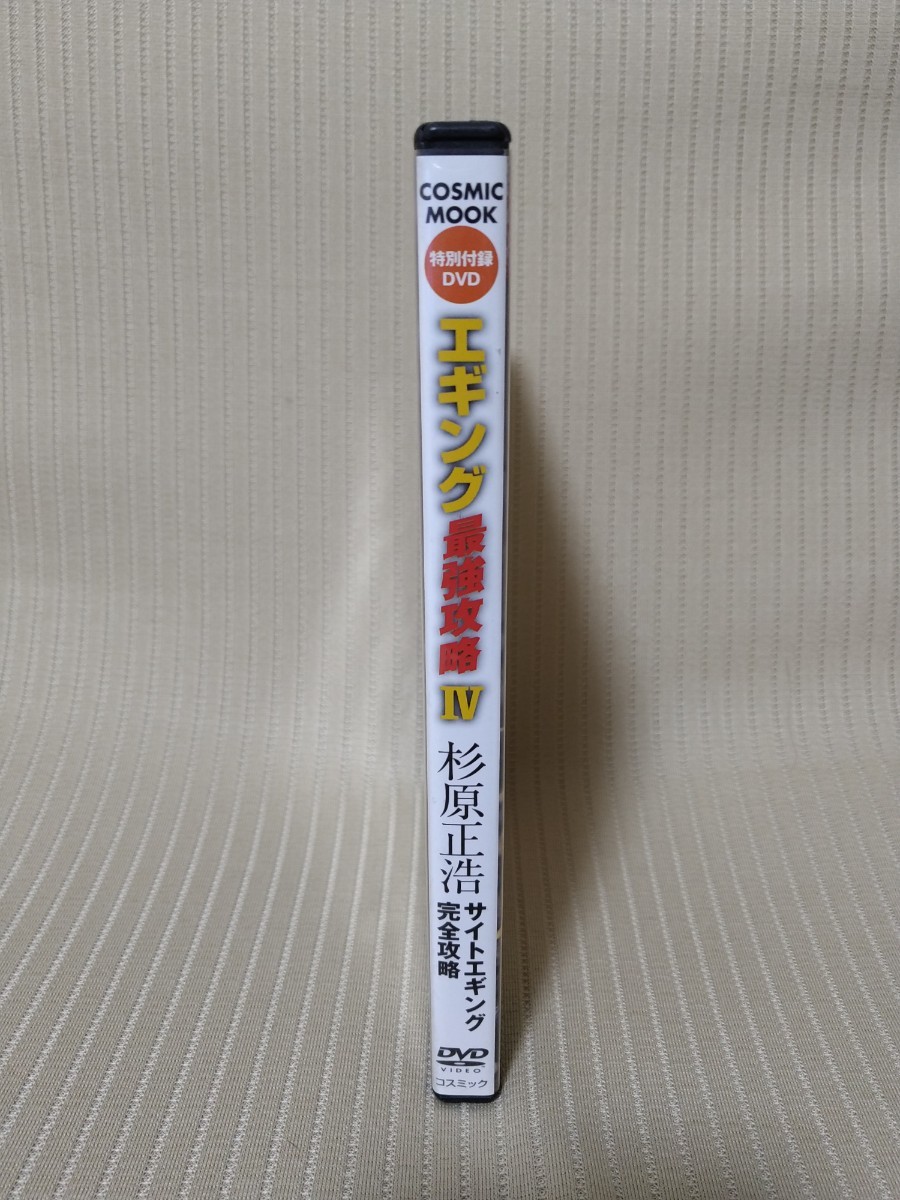 COSMIC
MOOK
特別付録
DVD
エギング最強攻略 IV
杉原正浩
サイトエギング
完全攻略
DVD
VIDEO
コスミック